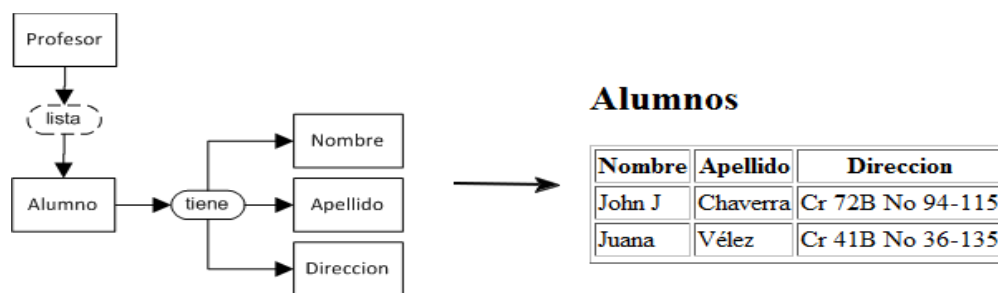 Profesor
lista
Alumno
tiene
Nombre
Apellido
Direccion
Alumnos
Nombre Apellido Direccion
John J Chaverra Cr 72B No 94-115
Juana Vélez Cr 41B No 36-135